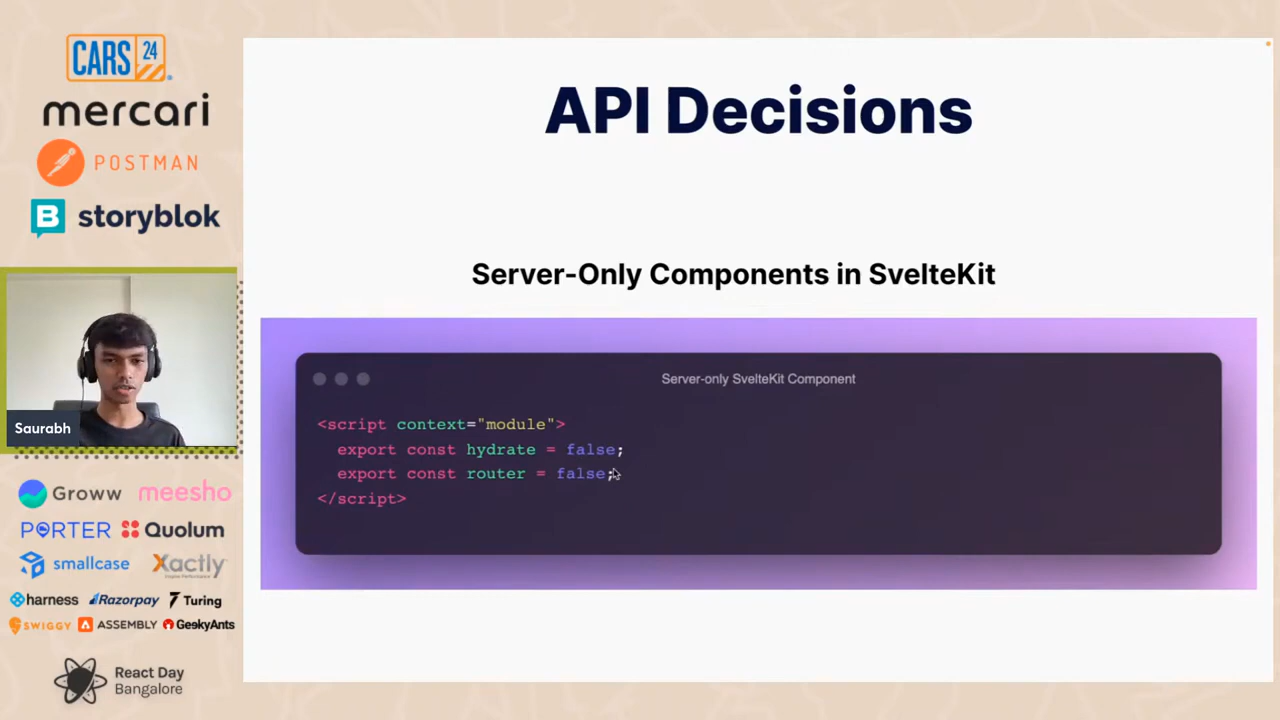 CARS 24
mercari
POSTMAN
B storyblok
Saurabh
Groww meesho
PORTER Quolum
smallcase Xactly
harness Razorpay Turing
SWIGGY ASSEMBLY GeekyAnts
React Day
Bangalore
API Decisions
Server-Only Components in SvelteKit
Server-only SvelteKit Component
<script context="module">
export const hydrate = false;
export const router = false;
</script>